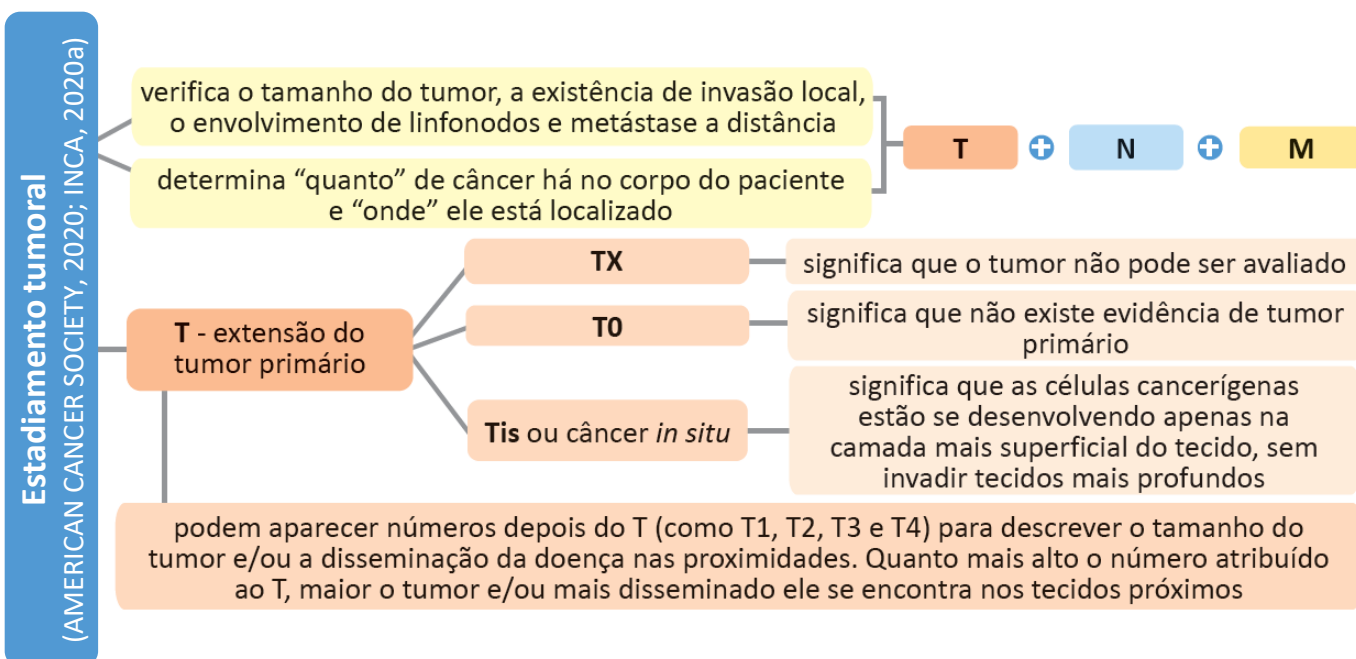 Estadiamento tumoral
(AMERICAN CANCER SOCIETY, 2020; INCA, 2020a)
verifica o tamanho do tumor, a existência de invasão local,
o envolvimento de linfonodos e metástase a distância
determina “quanto” de câncer há no corpo do paciente
e “onde” ele está localizado
T + N + M
T - extensão do
tumor primário
TX
significa que o tumor não pode ser avaliado
T0
significa que não existe evidência de tumor
primário
Tis ou câncer in situ
significa que as células cancerígenas
estão se desenvolvendo apenas na
camada mais superficial do tecido, sem
invadir tecidos mais profundos
podem aparecer números depois do T (como T1, T2, T3 e T4) para descrever o tamanho do
tumor e/ou a disseminação da doença nas proximidades. Quanto mais alto o número atribuído
ao T, maior o tumor e/ou mais disseminado ele se encontra nos tecidos próximos